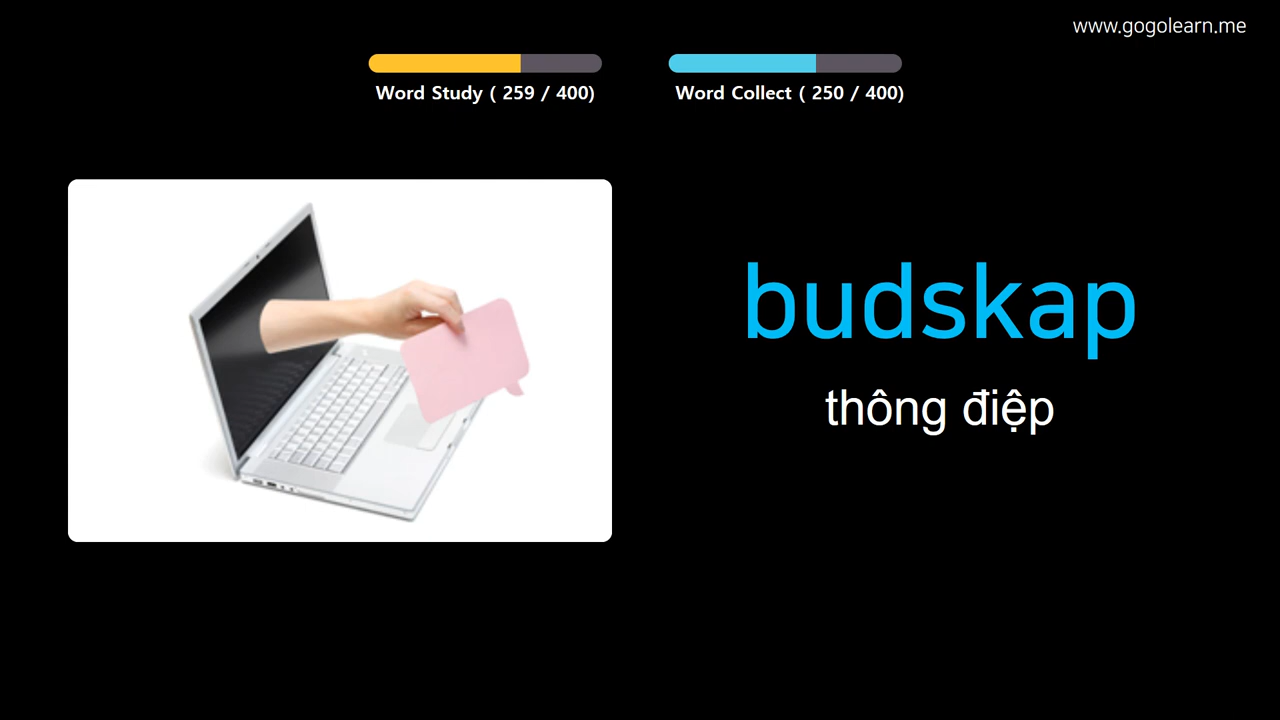 www.gogolearn.me
Word Study ( 259 / 400)
Word Collect ( 250 / 400)
budskap
thông điệp